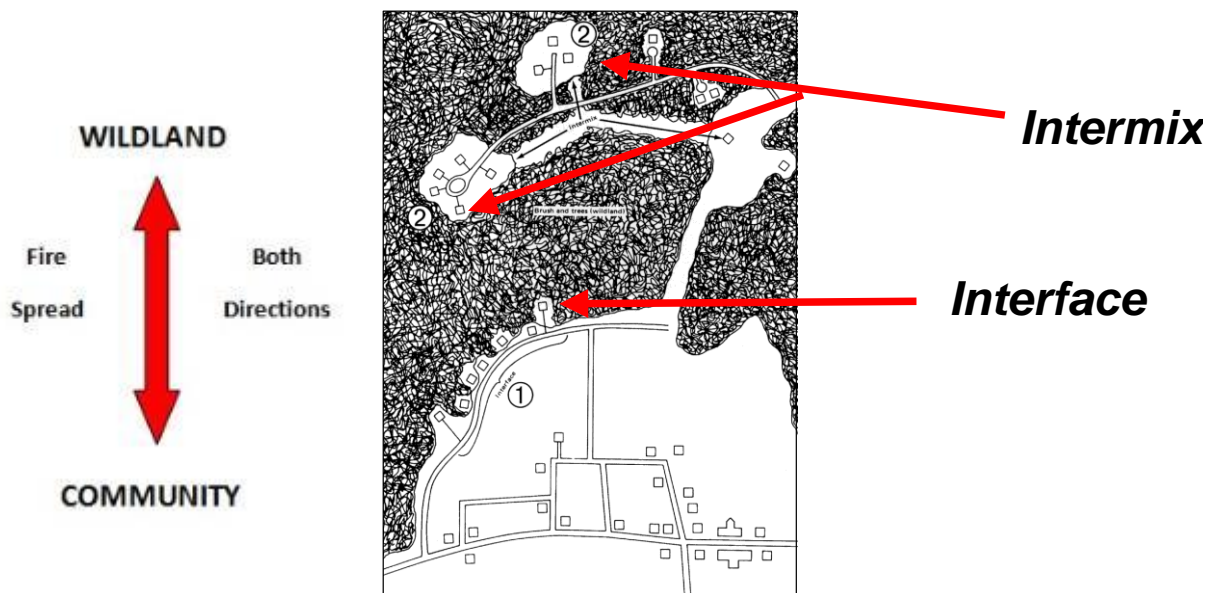 WILDLAND
Fire
Both
Spread
Directions
COMMUNITY
②
Intermix
Intermix
②
Brush and trees (wildland)
Interface
Interface
①